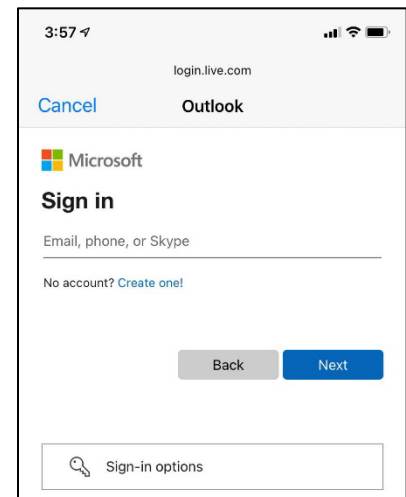 3:57
login.live.com
Cancel Outlook
Microsoft
Sign in
Email, phone, or Skype
No account? Create one!
Back Next
Sign-in options